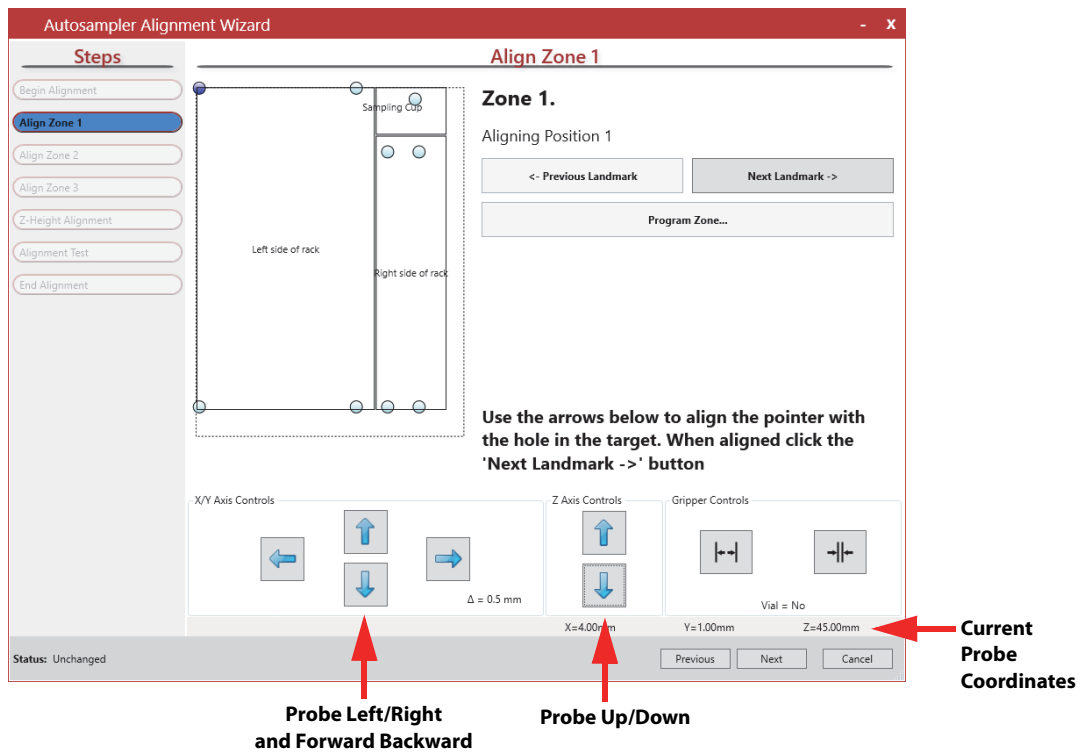 Autosampler Alignment Wizard
- X
Steps
Begin Alignment
Align Zone 1
Align Zone 2
Align Zone 3
Z-Height Alignment
Alignment Test
End Alignment
Align Zone 1
Sampling Cup
Left side of rack
Right side of rack
Zone 1.
Aligning Position 1
<- Previous Landmark
Next Landmark ->
Program Zone...
Use the arrows below to align the pointer with
the hole in the target. When aligned click the
'Next Landmark ->' button
X/Y Axis Controls
Δ = 0.5 mm
Z Axis Controls
Gripper Controls
Vial = No
X=4.00mm Y=1.00mm Z=45.00mm
Status: Unchanged
Previous
Next
Cancel
Current
Probe
Coordinates
Probe Left/Right
and Forward Backward
Probe Up/Down